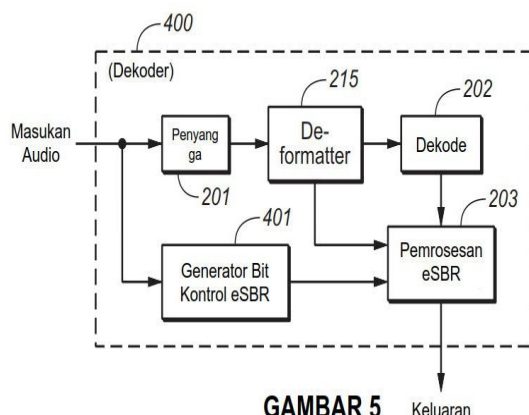 400
(Dekoder)
215
202
Masukan
Audio
Penyang
ga
De-
formatter
Dekode
201
203
401
Generator Bit
Kontrol eSBR
Pemrosesan
eSBR
GAMBAR 5
Keluaran